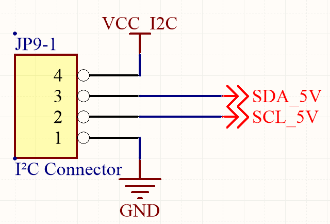 VCC_I2C
JP9-1
4
3
2
1
SDA_5V
SCL_5V
I²C Connector
GND